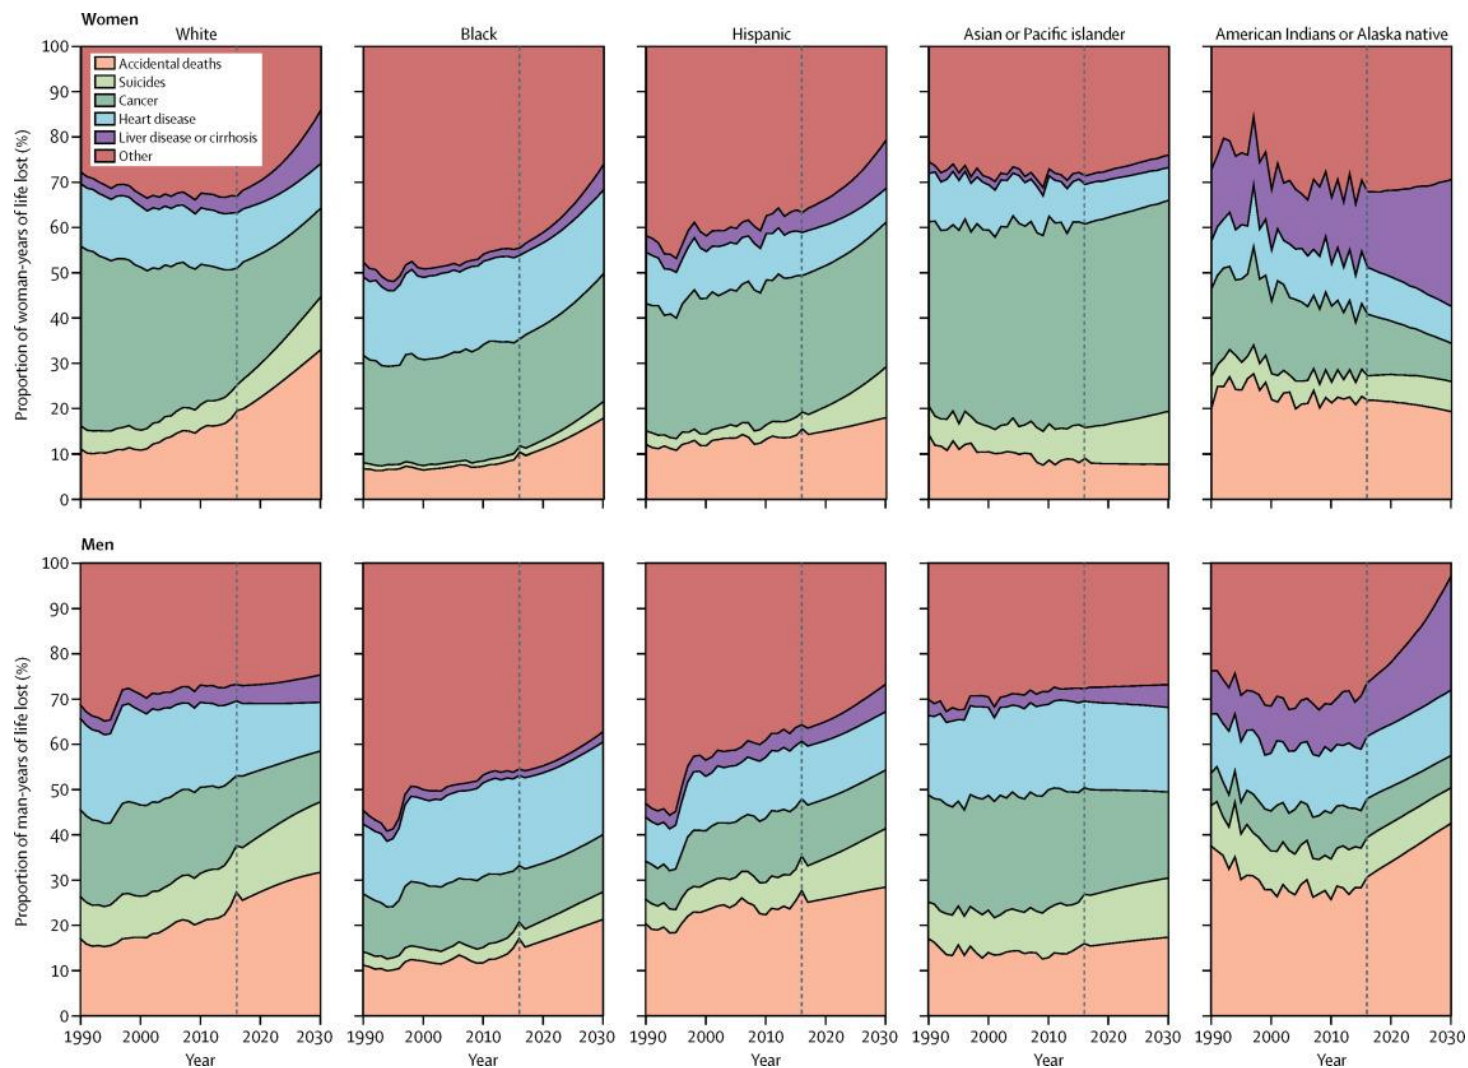 Women
White
Black
Hispanic
Asian or Pacific islander
American Indians or Alaska native
Accidental deaths
Suicides
Cancer
Heart disease
Liver disease or cirrhosis
Other
Proportion of woman-years of life lost (%)
100
90
80
70
60
50
40
30
20
10
0
Men
Proportion of man-years of life lost (%)
100
90
80
70
60
50
40
30
20
10
0
1990 2000 2010 2020 2030
1990 2000 2010 2020 2030
1990 2000 2010 2020 2030
1990 2000 2010 2020 2030
1990 2000 2010 2020 2030
Year
Year
Year
Year
Year